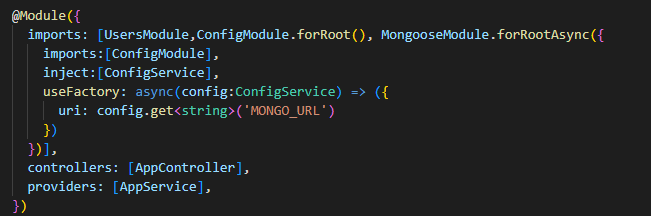 @Module({
imports: [UsersModule,ConfigModule.forRoot(), MongooseModule.forRootAsync({
imports:[ConfigModule],
inject:[ConfigService],
useFactory: async(config:ConfigService) => ({
uri: config.get<string>('MONGO_URL')
})
})],
controllers: [AppController],
providers: [AppService],
})